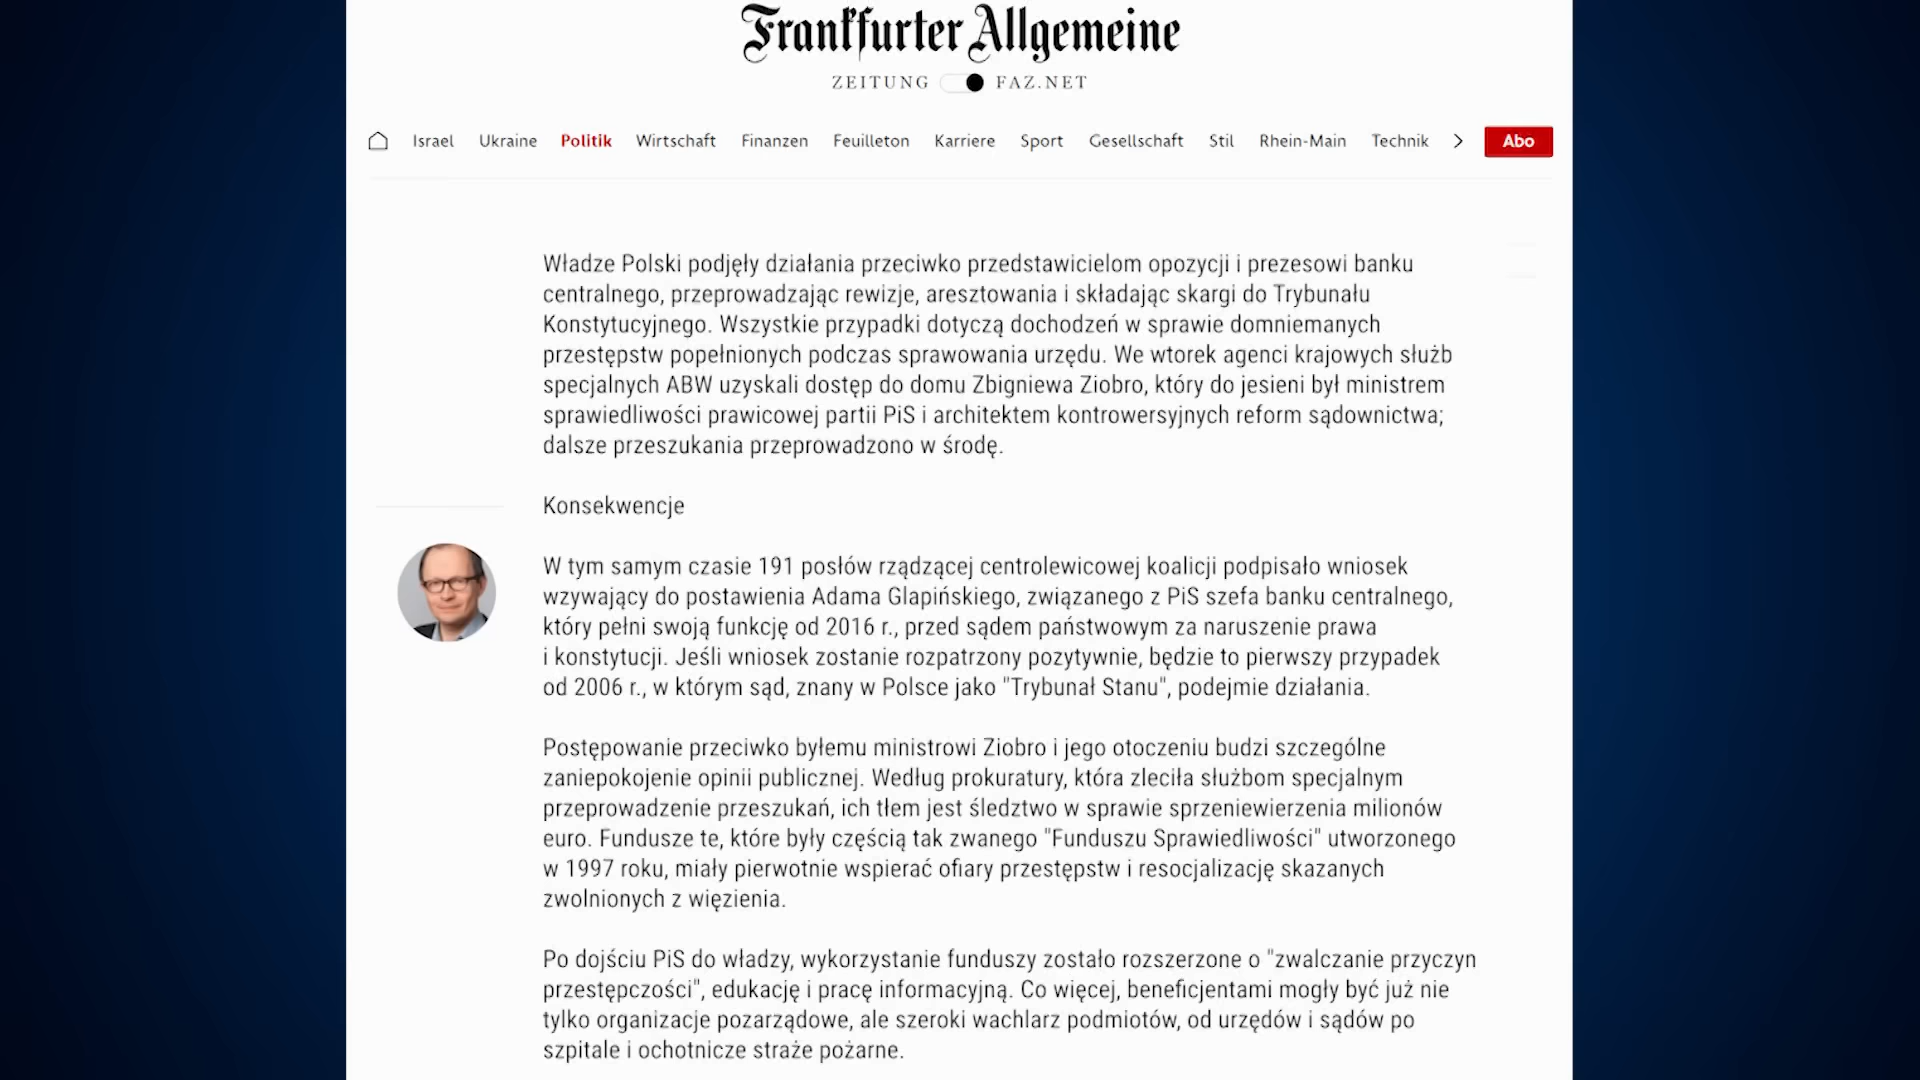 Frankfurter Allgemeine
ZEITUNG FAZ.NET
Israel Ukraine Politik Wirtschaft Finanzen Feuilleton Karriere Sport Gesellschaft Stil Rhein-Main Technik Abo
Władze Polski podjęły działania przeciwko przedstawicielom opozycji i prezesowi banku
centralnego, przeprowadzając rewizje, aresztowania i składając skargi do Trybunału
Konstytucyjnego. Wszystkie przypadki dotyczą dochodzeń w sprawie domniemanych
przestępstw popełnionych podczas sprawowania urzędu. We wtorek agenci krajowych służb
specjalnych ABW uzyskali dostęp do domu Zbigniewa Ziobro, który do jesieni był ministrem
sprawiedliwości prawicowej partii PiS i architektem kontrowersyjnych reform sądownictwa;
dalsze przeszukania przeprowadzono w środę.
Konsekwencje
W tym samym czasie 191 posłów rządzącej centrolewicowej koalicji podpisało wniosek
wzywający do postawienia Adama Glapińskiego, związanego z PiS szefa banku centralnego,
który pełni swoją funkcję od 2016 r., przed sądem państwowym za naruszenie prawa
i konstytucji. Jeśli wniosek zostanie rozpatrzony pozytywnie, będzie to pierwszy przypadek
od 2006 r., w którym sąd, znany w Polsce jako "Trybunał Stanu", podejmie działania.
Postępowanie przeciwko byłemu ministrowi Ziobro i jego otoczeniu budzi szczególne
zaniepokojenie opinii publicznej. Według prokuratury, która zleciła służbom specjalnym
przeprowadzenie przeszukań, ich tłem jest śledztwo w sprawie sprzeniewierzenia milionów
euro. Fundusze te, które były częścią tak zwanego "Funduszu Sprawiedliwości" utworzonego
w 1997 roku, miały pierwotnie wspierać ofiary przestępstw i resocjalizację skazanych
zwolnionych z więzienia.
Po dojściu PiS do władzy, wykorzystanie funduszy zostało rozszerzone o "zwalczanie przyczyn
przestępczości", edukację i pracę informacyjną. Co więcej, beneficjentami mogły być już nie
tylko organizacje pozarządowe, ale szeroki wachlarz podmiotów, od urzędów i sądów po
szpitale i ochotnicze straże pożarne.